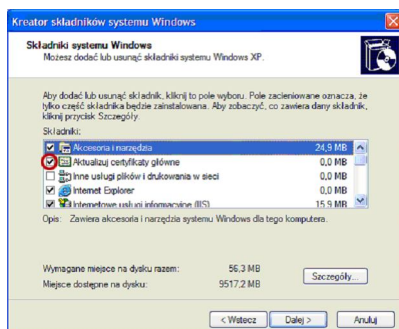 Kreator składników systemu Windows
Składniki systemu Windows
Możesz dodać lub usunąć składniki systemu Windows XP.
Aby dodać lub usunąć składnik, kliknij to pole wyboru. Pole zacieniowane oznacza, że
tylko część składnika będzie zainstalowana. Aby zobaczyć, co zawiera dany składnik,
kliknij przycisk Szczegóły.
Składniki:
Akcesoria i narzędzia 24,9 MB
Aktualizuj certyfikaty główne 0,0 MB
Inne usługi plików i drukowania w sieci 0,0 MB
Internet Explorer 0,0 MB
Internetowe usługi informacyjne (IIS) 15,9 MB
Opis: Zawiera akcesoria i narzędzia systemu Windows dla tego komputera.
Wymagane miejsce na dysku razem: 56,3 MB
Miejsce dostępne na dysku: 9517,2 MB
Szczegóły...
< Wstecz Dalej > Anuluj